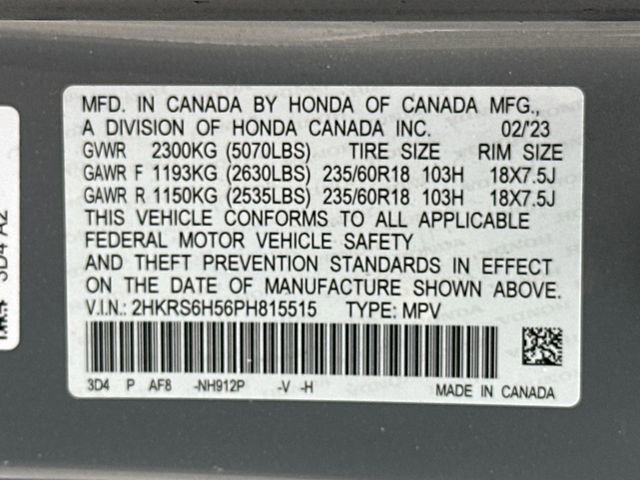 MFD. IN CANADA BY HONDA OF CANADA MFG.,
A DIVISION OF HONDA CANADA INC. 02/'23
GVWR 2300KG (5070LBS) TIRE SIZE RIM SIZE
GAWR F 1193KG (2630LBS) 235/60R18 103H 18X7.5J
GAWR R 1150KG (2535LBS) 235/60R18 103H 18X7.5J
THIS VEHICLE CONFORMS TO ALL APPLICABLE
FEDERAL MOTOR VEHICLE SAFETY
AND THEFT PREVENTION STANDARDS IN EFFECT
ON THE DATE OF MANUFACTURE SHOWN ABOVE.
V.I.N.: 2HKRS6H56PH815515 TYPE: MPV
3D4 P AF8 -NH912P -V -H
MADE IN CANADA
3D4 A2